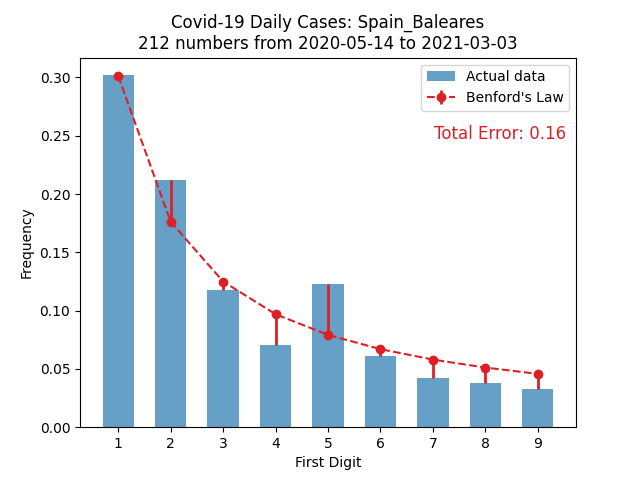 Covid-19 Daily Cases: Spain_Baleares
212 numbers from 2020-05-14 to 2021-03-03
Actual data
Benford's Law
Total Error: 0.16
Frequency
0.30
0.25
0.20
0.15
0.10
0.05
0.00
1 2 3 4 5 6 7 8 9
First Digit